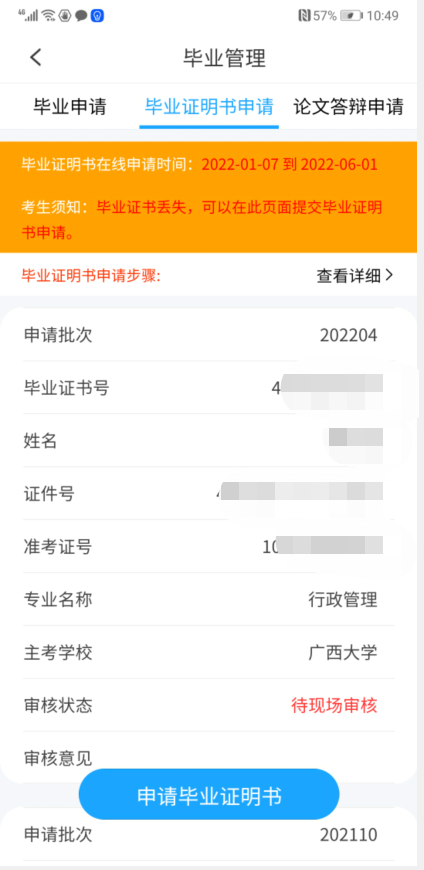 46 57% 10:49
毕业管理
毕业申请 毕业证明书申请 论文答辩申请
毕业证明书在线申请时间：2022-01-07 到 2022-06-01
考生须知：毕业证书丢失，可以在此页面提交毕业证明
书申请。
毕业证明书申请步骤: 查看详细
申请批次 202204
毕业证书号 4
姓名
证件号
准考证号 10
专业名称 行政管理
主考学校 广西大学
审核状态 待现场审核
审核意见
申请毕业证明书
申请批次 202110